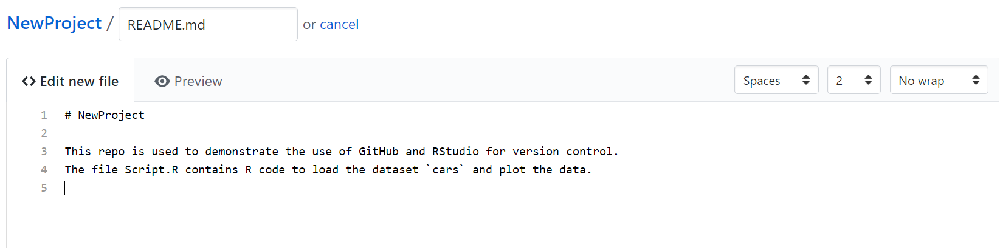 NewProject / README.md or cancel
<> Edit new file Preview Spaces 2 No wrap
1 # NewProject
2
3 This repo is used to demonstrate the use of GitHub and RStudio for version control.
4 The file Script.R contains R code to load the dataset `cars` and plot the data.
5